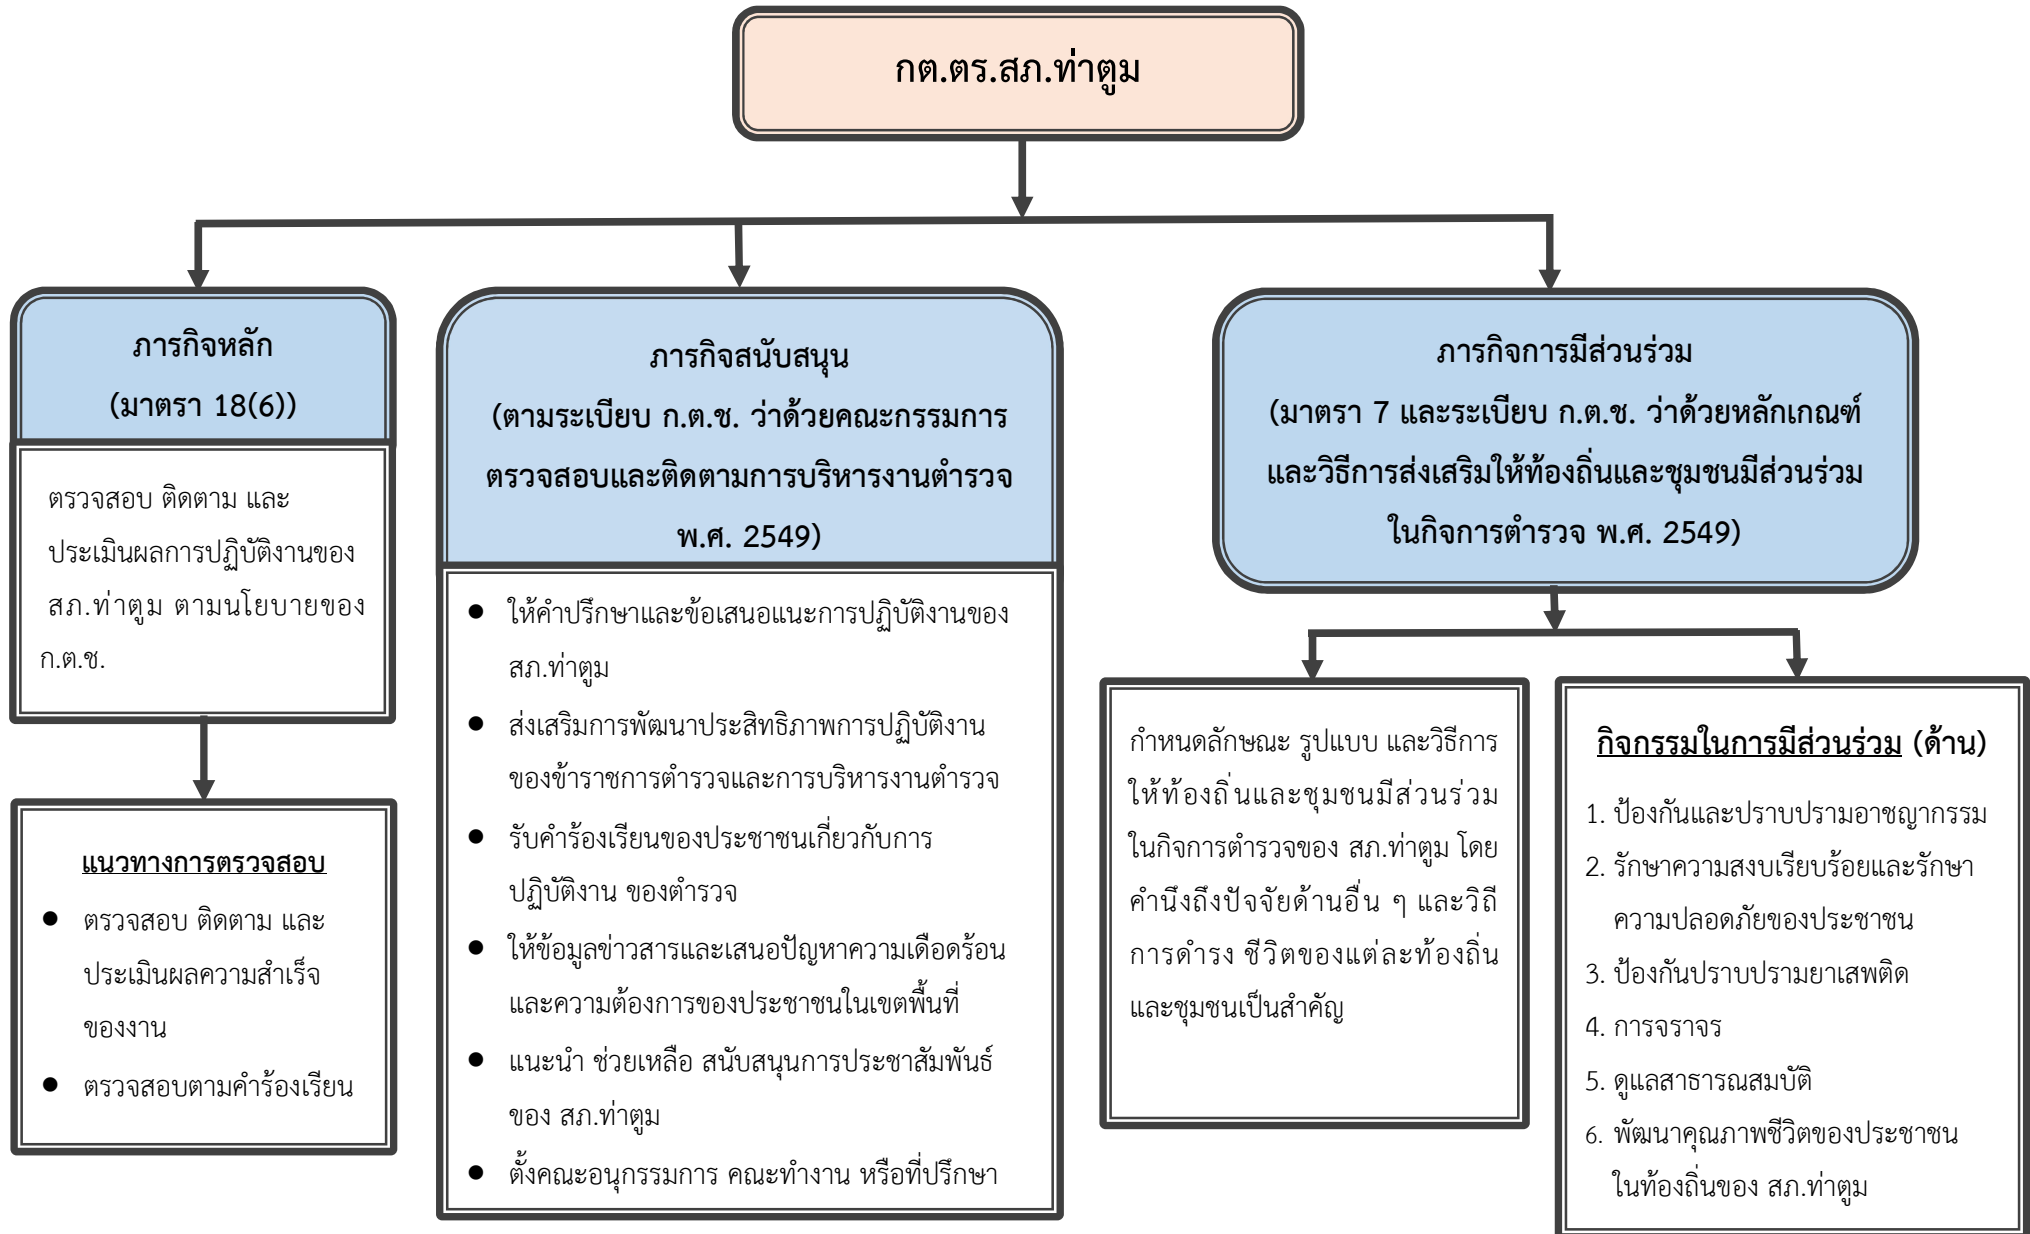 กต.ตร.สภ.ท่าตูม
ภารกิจหลัก
(มาตรา 18(6))
ตรวจสอบ ติดตาม และ
ประเมินผลการปฏิบัติงานของ
สภ.ท่าตูม ตามนโยบายของ
ก.ต.ช.
แนวทางการตรวจสอบ
● ตรวจสอบ ติดตาม และ
ประเมินผลความสำเร็จ
ของงาน
● ตรวจสอบตามคำร้องเรียน
ภารกิจสนับสนุน
(ตามระเบียบ ก.ต.ช. ว่าด้วยคณะกรรมการ
ตรวจสอบและติดตามการบริหารงานตำรวจ
พ.ศ. 2549)
● ให้คำปรึกษาและข้อเสนอแนะการปฏิบัติงานของ
สภ.ท่าตูม
● ส่งเสริมการพัฒนาประสิทธิภาพการปฏิบัติงาน
ของข้าราชการตำรวจและการบริหารงานตำรวจ
● รับคำร้องเรียนของประชาชนเกี่ยวกับการ
ปฏิบัติงาน ของตำรวจ
● ให้ข้อมูลข่าวสารและเสนอปัญหาความเดือดร้อน
และความต้องการของประชาชนในเขตพื้นที่
● แนะนำ ช่วยเหลือ สนับสนุนการประชาสัมพันธ์
ของ สภ.ท่าตูม
● ตั้งคณะอนุกรรมการ คณะทำงาน หรือที่ปรึกษา
ภารกิจการมีส่วนร่วม
(มาตรา 7 และระเบียบ ก.ต.ช. ว่าด้วยหลักเกณฑ์
และวิธีการส่งเสริมให้ท้องถิ่นและชุมชนมีส่วนร่วม
ในกิจการตำรวจ พ.ศ. 2549)
กำหนดลักษณะ รูปแบบ และวิธีการ
ให้ท้องถิ่นและชุมชนมีส่วนร่วม
ในกิจการตำรวจของ สภ.ท่าตูม โดย
คำนึงถึงปัจจัยด้านอื่น ๆ และวิถี
การดำรง ชีวิตของแต่ละท้องถิ่น
และชุมชนเป็นสำคัญ
กิจกรรมในการมีส่วนร่วม (ด้าน)
1. ป้องกันและปราบปรามอาชญากรรม
2. รักษาความสงบเรียบร้อยและรักษา
ความปลอดภัยของประชาชน
3. ป้องกันปราบปรามยาเสพติด
4. การจราจร
5. ดูแลสาธารณสมบัติ
6. พัฒนาคุณภาพชีวิตของประชาชน
ในท้องถิ่นของ สภ.ท่าตูม